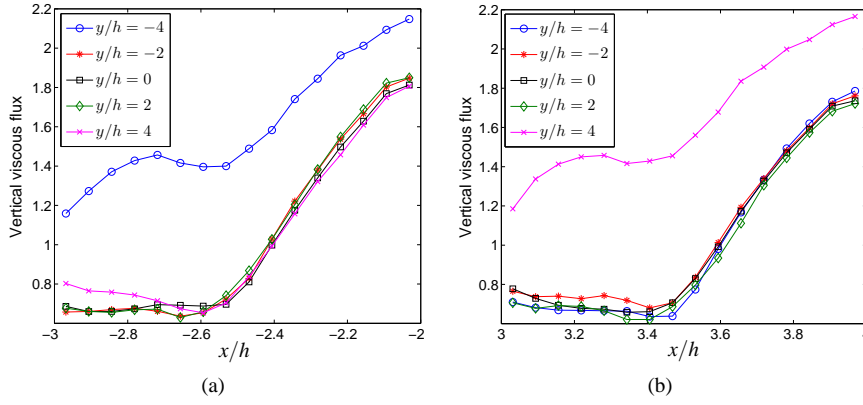 2.2
2
1.8
1.6
1.4
1.2
1
0.8
Vertical viscous flux
y/h = −4
y/h = −2
y/h = 0
y/h = 2
y/h = 4
−3 −2.8 −2.6 −2.4 −2.2 −2
x/h
(a)
2.2
2
1.8
1.6
1.4
1.2
1
0.8
Vertical viscous flux
y/h = −4
y/h = −2
y/h = 0
y/h = 2
y/h = 4
3 3.2 3.4 3.6 3.8 4
x/h
(b)